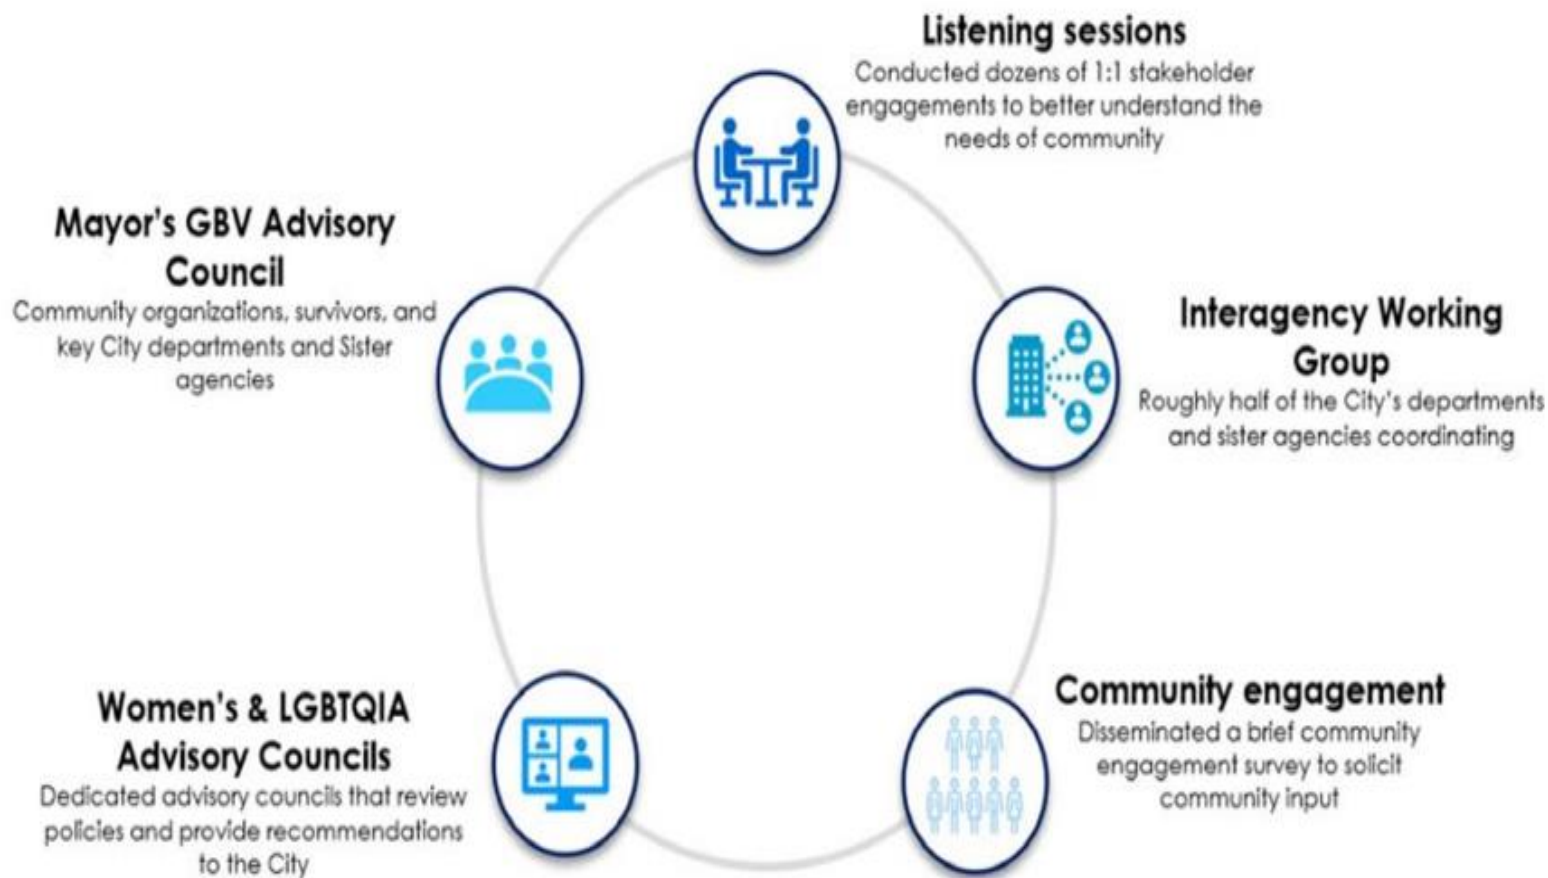 Listening sessions
Conducted dozens of 1:1 stakeholder
engagements to better understand the
needs of community
Mayor's GBV Advisory
Council
Community organizations, survivors, and
key City departments and Sister
agencies
Interagency Working
Group
Roughly half of the City's departments
and sister agencies coordinating
Women's & LGBTQIA
Advisory Councils
Dedicated advisory councils that review
policies and provide recommendations
to the City
Community engagement
Disseminated a brief community
engagement survey to solicit
community input